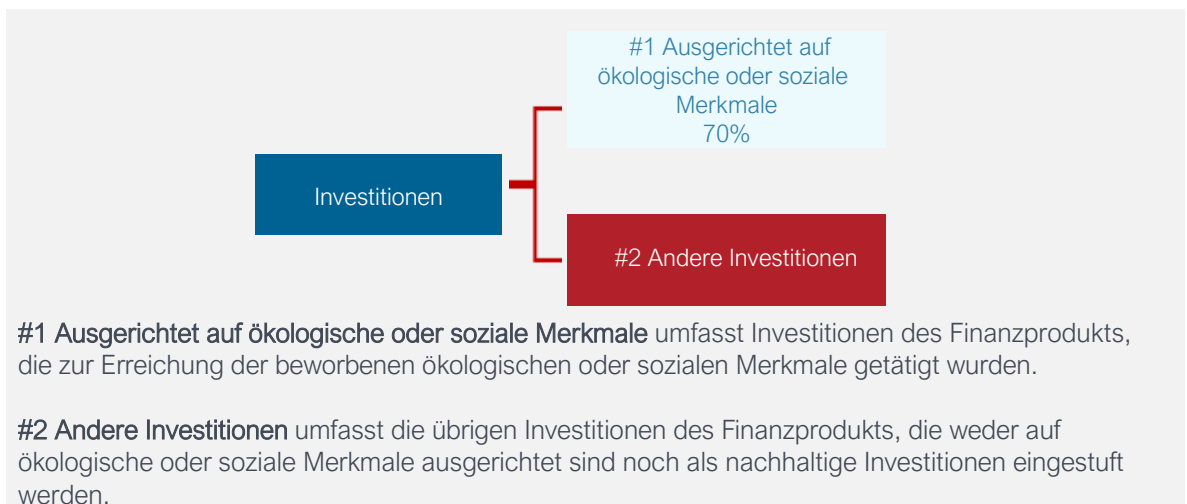 #1 Ausgerichtet auf
ökologische oder soziale
Merkmale
70%
Investitionen
#2 Andere Investitionen
#1 Ausgerichtet auf ökologische oder soziale Merkmale umfasst Investitionen des Finanzprodukts,
die zur Erreichung der beworbenen ökologischen oder sozialen Merkmale getätigt wurden.
#2 Andere Investitionen umfasst die übrigen Investitionen des Finanzprodukts, die weder auf
ökologische oder soziale Merkmale ausgerichtet sind noch als nachhaltige Investitionen eingestuft
werden.